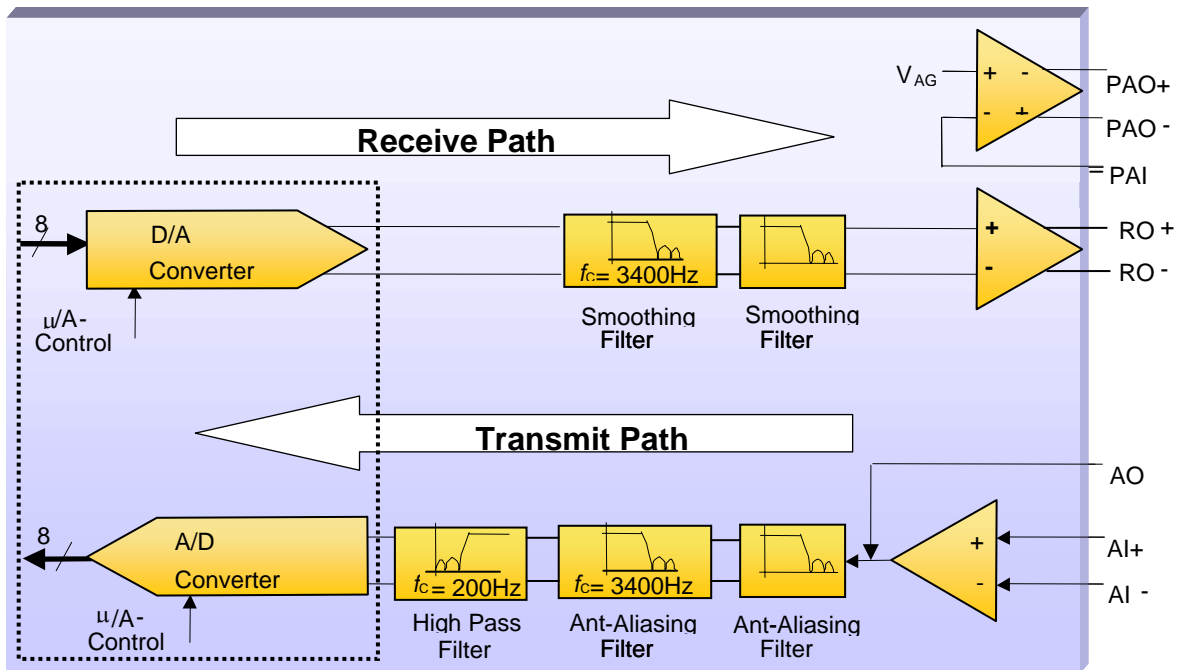 V AG
+ -
- +
PAO+
PAO -
PAI
Receive Path
8
D/A
Converter
μ/A-
Control
fC= 3400Hz
Smoothing
Filter
Smoothing
Filter
+
-
RO +
RO -
Transmit Path
8
A/D
Converter
μ/A-
Control
fC = 200Hz
High Pass
Filter
fC= 3400Hz
Ant-Aliasing
Filter
Ant-Aliasing
Filter
+
-
AO
AI+
AI -